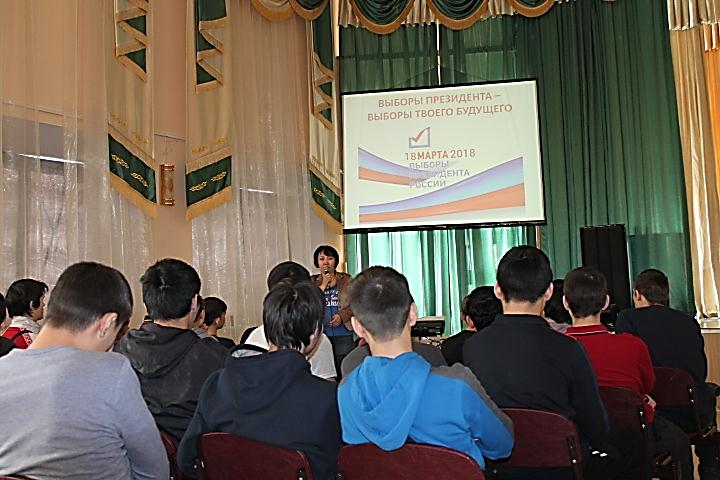 ВЫБОРЫ ПРЕЗИДЕНТА –
ВЫБОРЫ ТВОЕГО БУДУЩЕГО
18 МАРТА 2018
ВЫБОРЫ
ПРЕЗИДЕНТА
РОССИИ